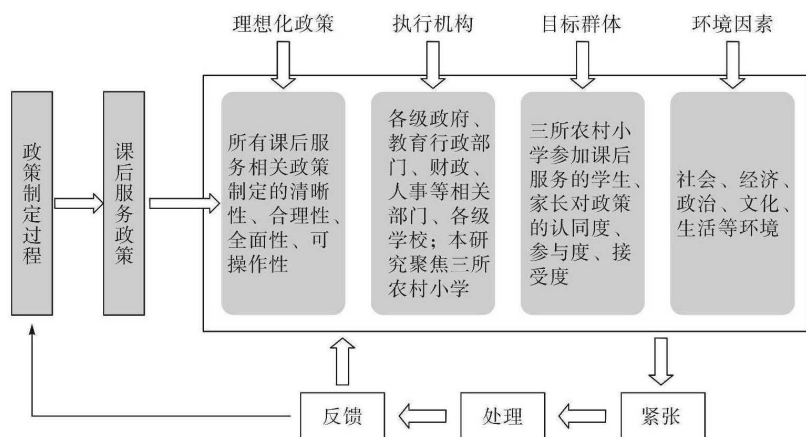 理想化政策
执行机构
目标群体
环境因素
政策制定过程
课后服务政策
所有课后服
务相关政策
制定的清晰
性、合理性、
全面性、可
操作性
各级政府、
教育行政部
门、财政、
人事等相关
部门、各级
学校；本研
究聚焦三所
农村小学
三所农村小
学参加课后
服务的学生、
家长对政策
的认同度、
参与度、接
受度
社会、经济、
政治、文化、
生活等环境
反馈
处理
紧张